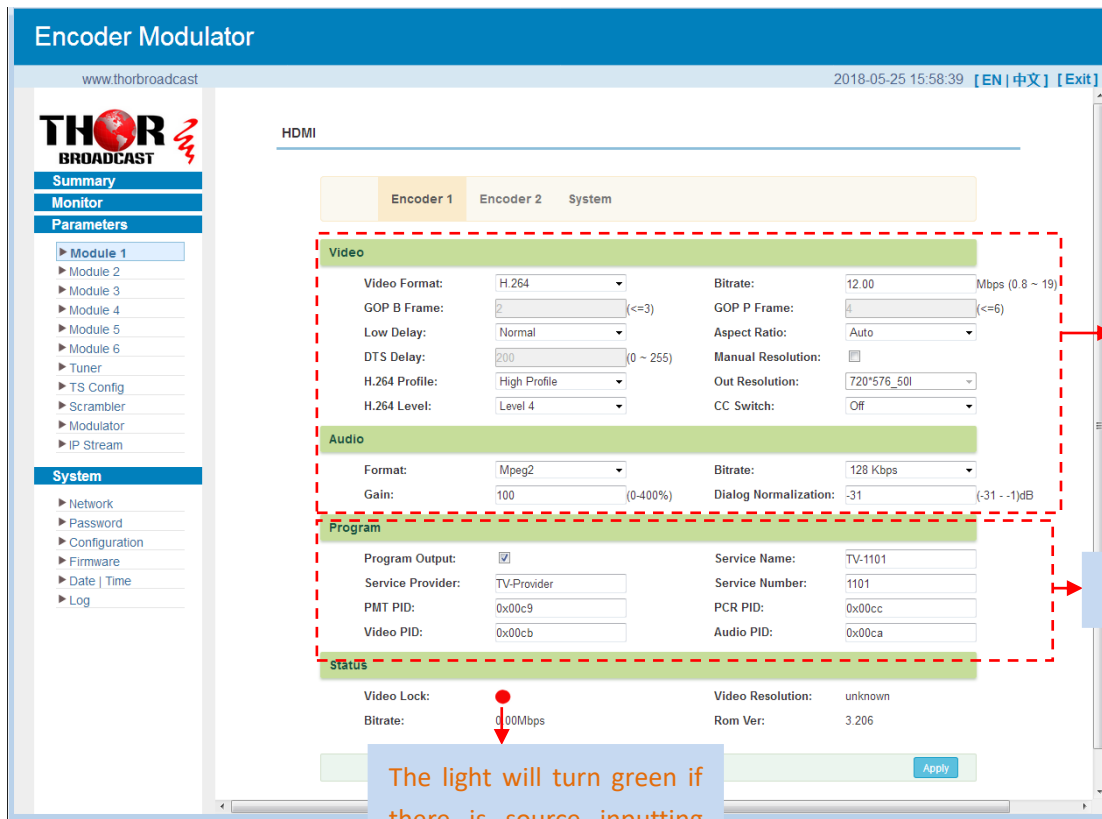 Encoder Modulator
www.thorbroadcast 2018-05-25 15:58:39 [ EN | 中文 ] [ Exit ]
THOR
BROADCAST
HDMI
Summary
Monitor
Parameters
Module 1
Module 2
Module 3
Module 4
Module 5
Module 6
Tuner
TS Config
Scrambler
Modulator
IP Stream
System
Network
Password
Configuration
Firmware
Date | Time
Log
Encoder 1 Encoder 2 System
Video
Video Format: H.264 Bitrate: 12.00 Mbps (0.8 ~ 19)
GOP B Frame: 2 (<=3) GOP P Frame: 4 (<=6)
Low Delay: Normal Aspect Ratio: Auto
DTS Delay: 200 (0 ~ 255) Manual Resolution:
H.264 Profile: High Profile Out Resolution: 720*576_50I
H.264 Level: Level 4 CC Switch: Off
Audio
Format: Mpeg2 Bitrate: 128 Kbps
Gain: 100 (0-400%) Dialog Normalization: -31 (-31 - -1)dB
Program
Program Output: Service Name: TV-1101
Service Provider: TV-Provider Service Number: 1101
PMT PID: 0x00c9 PCR PID: 0x00cc
Video PID: 0x00cb Audio PID: 0x00ca
Status
Video Lock: Video Resolution: unknown
Bitrate: 0.00Mbps Rom Ver: 3.206
Apply
The light will turn green if
there is source inputting